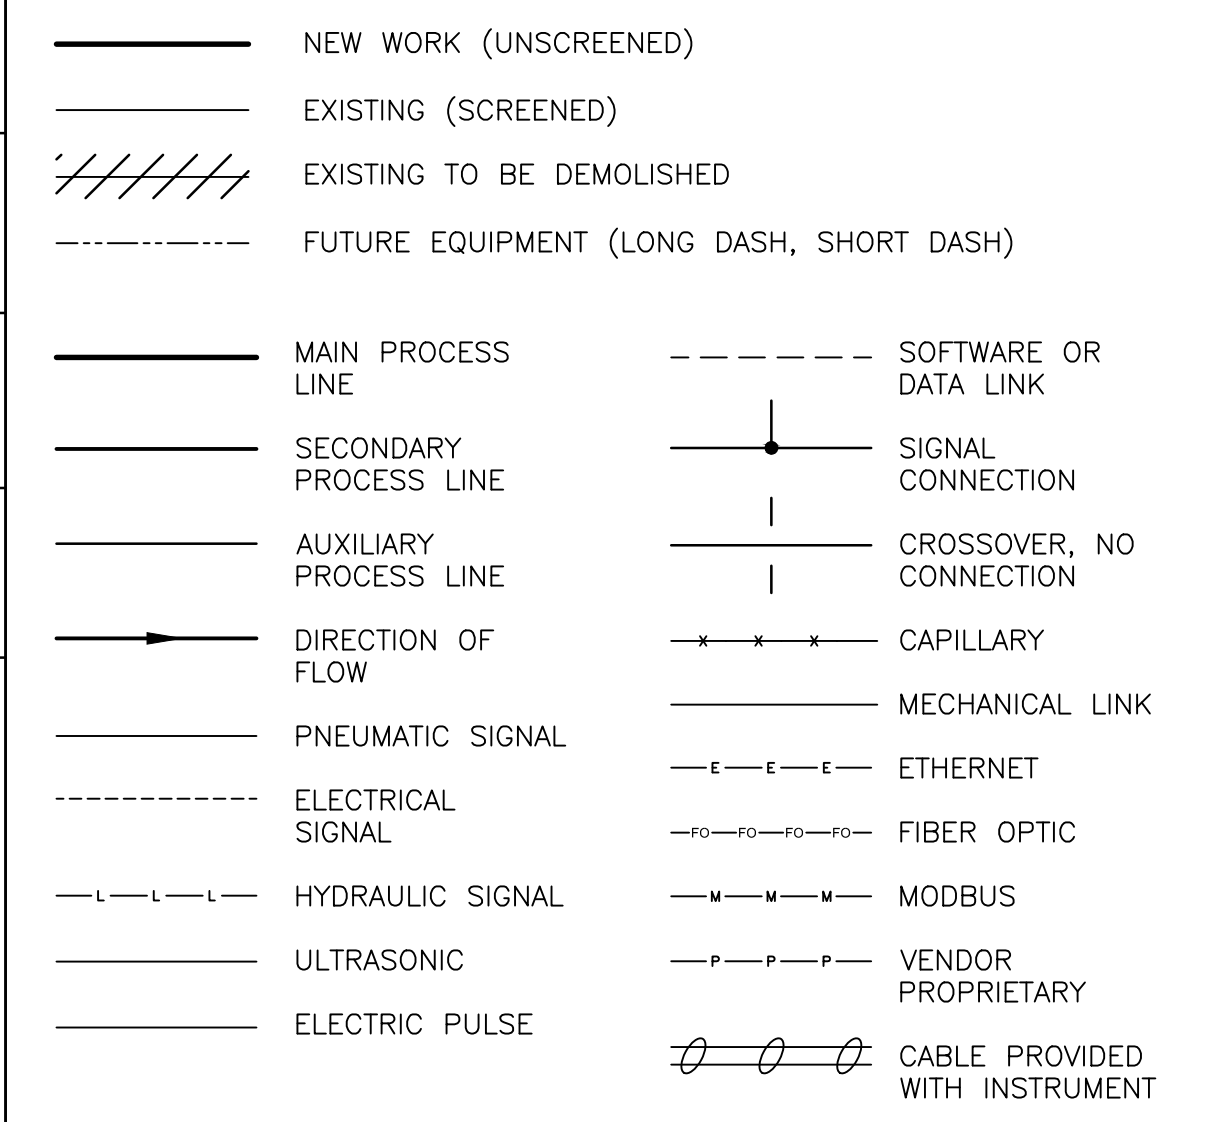 NEW WORK (UNSCREENED)
EXISTING (SCREENED)
EXISTING TO BE DEMOLISHED
FUTURE EQUIPMENT (LONG DASH, SHORT DASH)
MAIN PROCESS
LINE
SECONDARY
PROCESS LINE
AUXILIARY
PROCESS LINE
DIRECTION OF
FLOW
PNEUMATIC SIGNAL
ELECTRICAL
SIGNAL
L L L HYDRAULIC SIGNAL
ULTRASONIC
ELECTRIC PULSE
SOFTWARE OR
DATA LINK
SIGNAL
CONNECTION
CROSSOVER, NO
CONNECTION
x x x CAPILLARY
MECHANICAL LINK
E E E ETHERNET
FO FO FO FO FIBER OPTIC
M M M MODBUS
P P P VENDOR
PROPRIETARY
CABLE PROVIDED
WITH INSTRUMENT